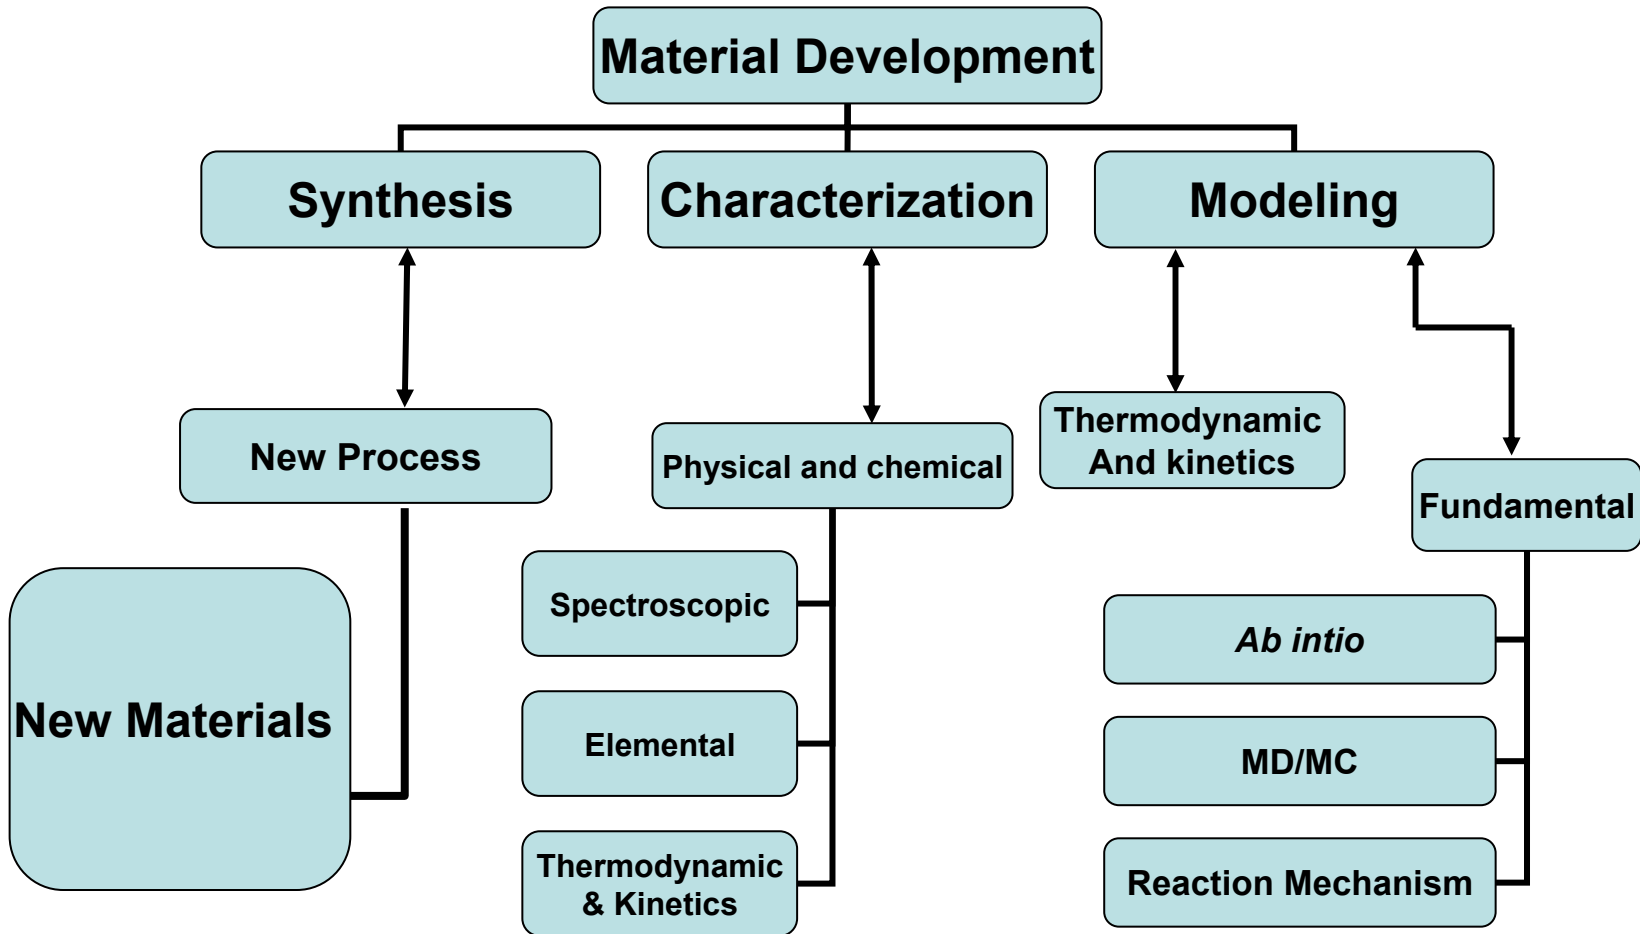 Material Development
Synthesis
Characterization
Modeling
New Process
Physical and chemical
Thermodynamic
And kinetics
Fundamental
New Materials
Spectroscopic
Elemental
Thermodynamic
& Kinetics
Ab intio
MD/MC
Reaction Mechanism